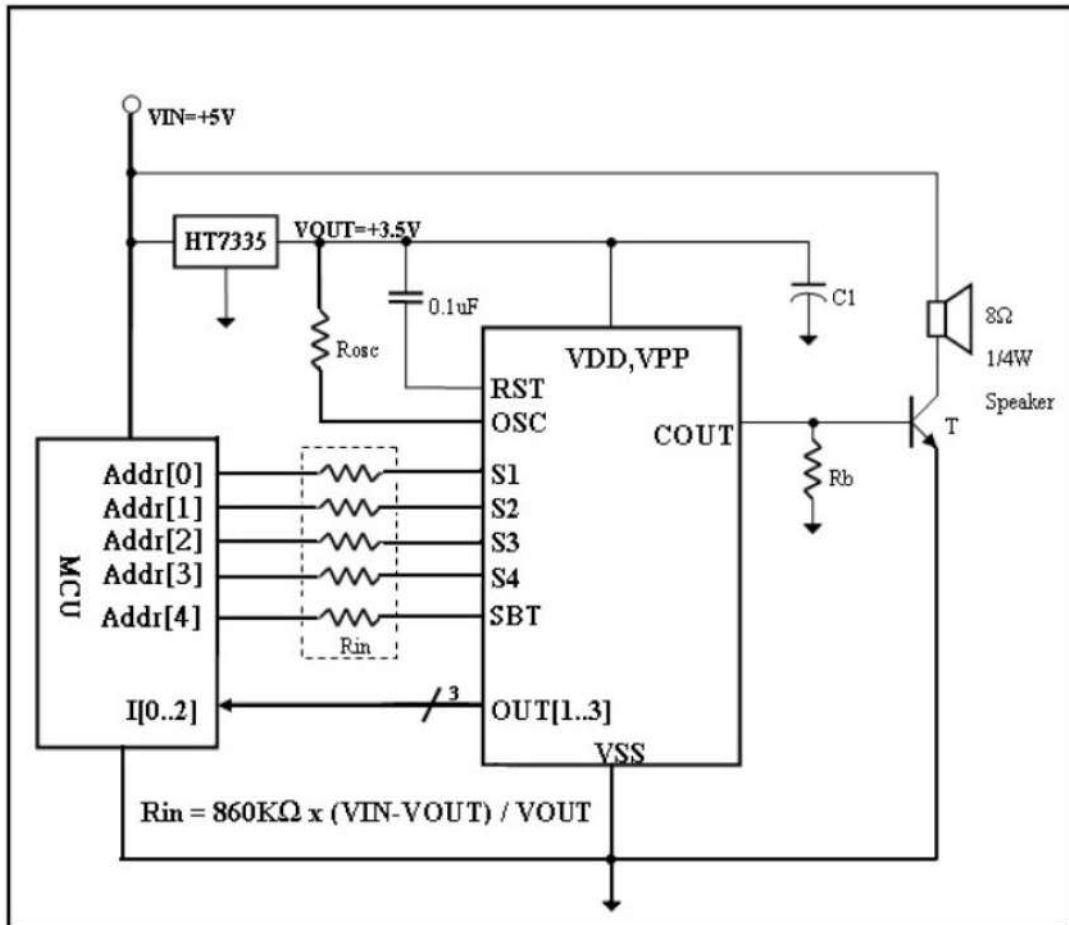 VIN=+5V
HT7335
VOUT=+3.5V
0.1uF
C1
Rosc
8Ω
1/4W
Speaker
VDD,VPP
RST
OSC
COUT
T
Rb
Addr[0]
S1
Addr[1]
S2
Addr[2]
S3
Addr[3]
S4
Addr[4]
SBT
Rin
MCU
I[0..2]
3
OUT[1..3]
VSS
Rin = 860KΩ x (VIN-VOUT) / VOUT